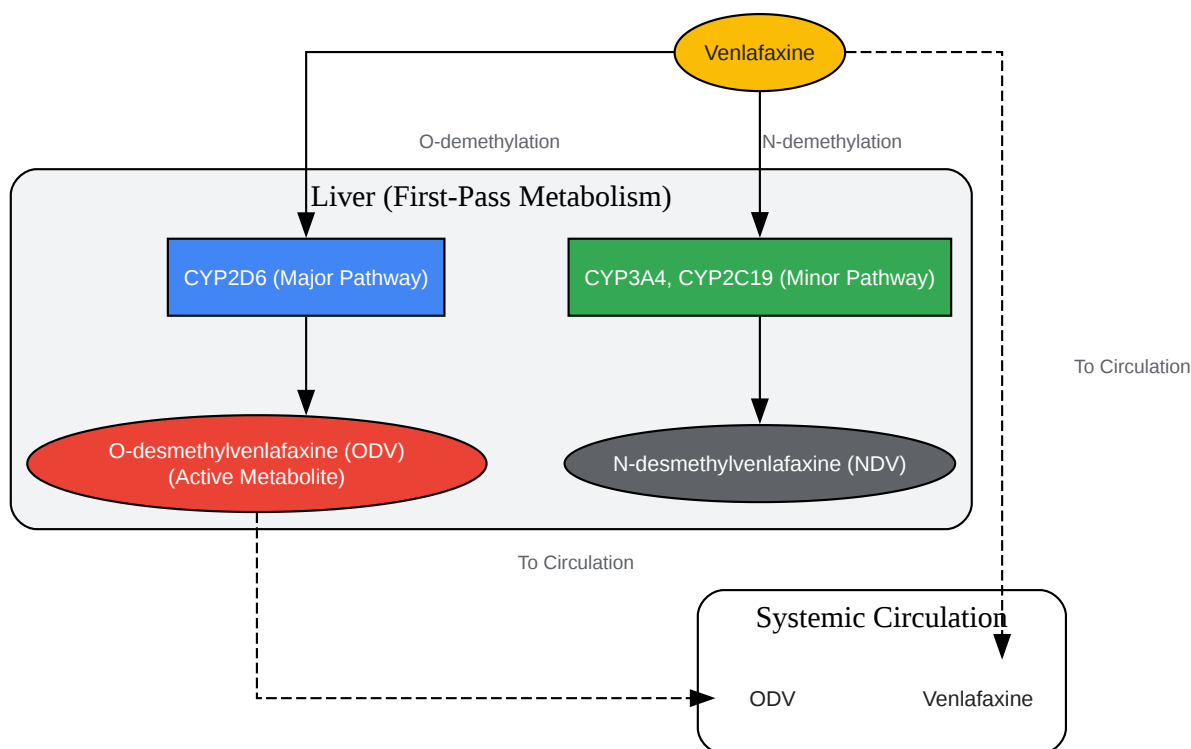 Venlafaxine
O-demethylation
N-demethylation
Liver (First-Pass Metabolism)
CYP2D6 (Major Pathway)
CYP3A4, CYP2C19 (Minor Pathway)
To Circulation
O-desmethylvenlafaxine (ODV)
(Active Metabolite)
N-desmethylvenlafaxine (NDV)
To Circulation
Systemic Circulation
ODV
Venlafaxine